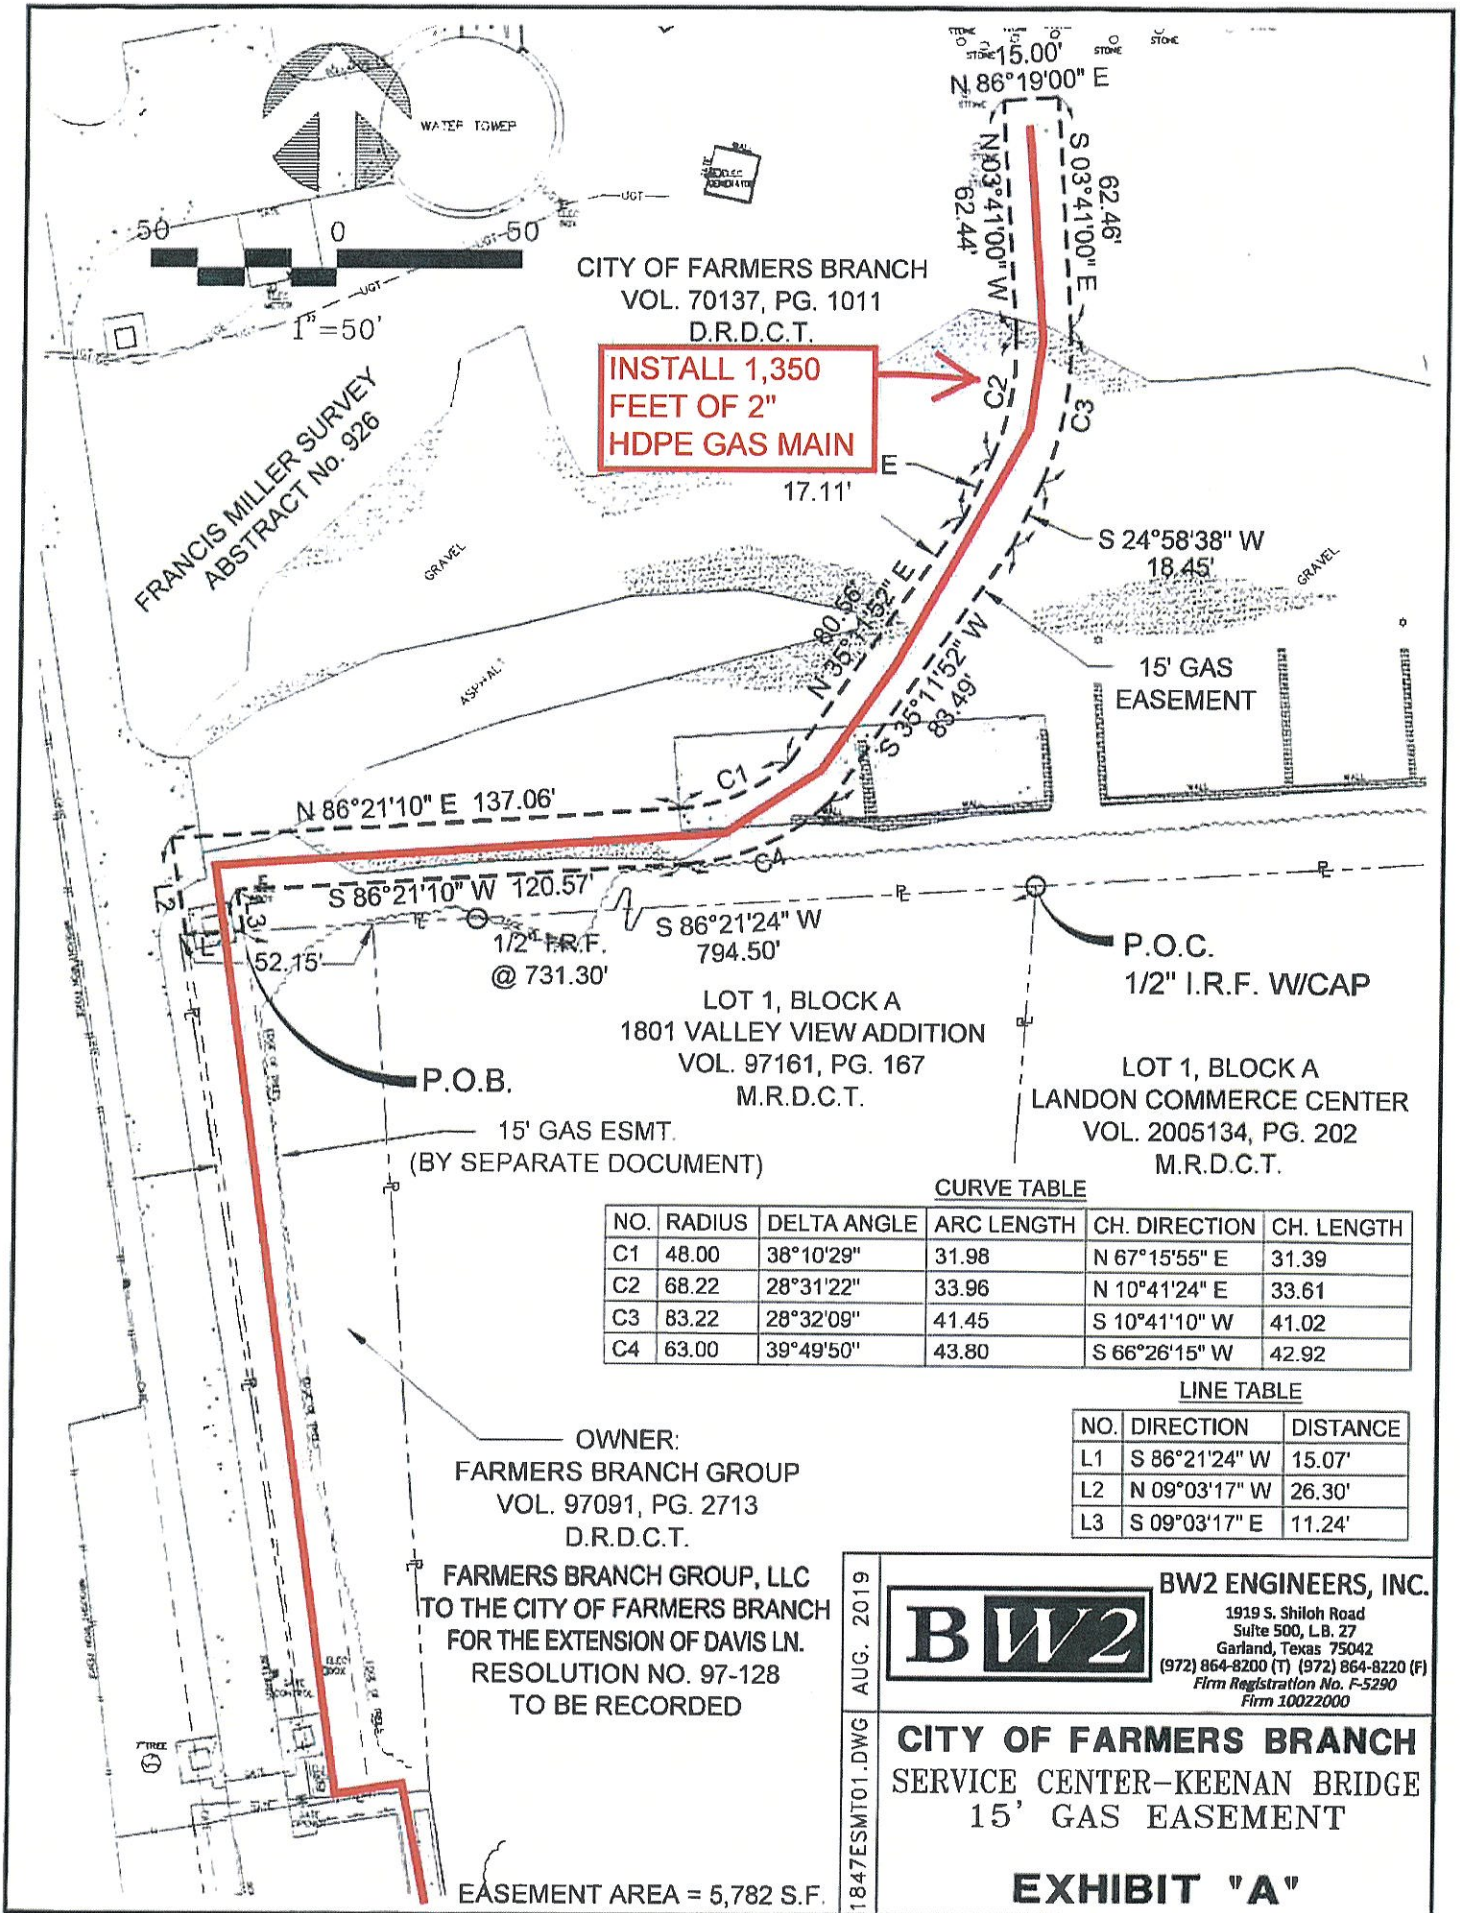 STONE
STONE
STONE
STONE
15.00'
N 86°19'00" E
WATER TOWER
UGT
UGT
UGT
50 0 50
1"=50'
N 03°41'00" W
62.44'
S 03°41'00" E
62.46'
CITY OF FARMERS BRANCH
VOL. 70137, PG. 1011
D.R.D.C.T.
INSTALL 1,350
FEET OF 2"
HDPE GAS MAIN
C2
C3
E
17.11'
FRANCIS MILLER SURVEY
ABSTRACT No. 926
GRAVEL
S 24°58'38" W
18.45'
GRAVEL
80.56'
N 35°11'52" E
S 35°11'52" W
83.49'
15' GAS
EASEMENT
ASPHALT
WALL
WALL
WALL
WALL
C1
N 86°21'10" E 137.06'
C4
S 86°21'10" W 120.57'
L2
L3
52.15'
1/2" I.R.F.
@ 731.30'
S 86°21'24" W
794.50'
P.O.C.
1/2" I.R.F. W/CAP
LOT 1, BLOCK A
1801 VALLEY VIEW ADDITION
VOL. 97161, PG. 167
M.R.D.C.T.
P.O.B.
LOT 1, BLOCK A
LANDON COMMERCE CENTER
VOL. 2005134, PG. 202
M.R.D.C.T.
15' GAS ESMT.
(BY SEPARATE DOCUMENT)
CURVE TABLE
NO. RADIUS DELTA ANGLE ARC LENGTH CH. DIRECTION CH. LENGTH
C1 48.00 38°10'29" 31.98 N 67°15'55" E 31.39
C2 68.22 28°31'22" 33.96 N 10°41'24" E 33.61
C3 83.22 28°32'09" 41.45 S 10°41'10" W 41.02
C4 63.00 39°49'50" 43.80 S 66°26'15" W 42.92
LINE TABLE
NO. DIRECTION DISTANCE
L1 S 86°21'24" W 15.07'
L2 N 09°03'17" W 26.30'
L3 S 09°03'17" E 11.24'
OWNER:
FARMERS BRANCH GROUP
VOL. 97091, PG. 2713
D.R.D.C.T.
FARMERS BRANCH GROUP, LLC
TO THE CITY OF FARMERS BRANCH
FOR THE EXTENSION OF DAVIS LN.
RESOLUTION NO. 97-128
TO BE RECORDED
EASEMENT AREA = 5,782 S.F.
1847ESMT01.DWG AUG. 2019
B W2
BW2 ENGINEERS, INC.
1919 S. Shiloh Road
Suite 500, L.B. 27
Garland, Texas 75042
(972) 864-8200 (T) (972) 864-8220 (F)
Firm Registration No. F-5290
Firm 10022000
CITY OF FARMERS BRANCH
SERVICE CENTER-KEENAN BRIDGE
15' GAS EASEMENT
EXHIBIT "A"